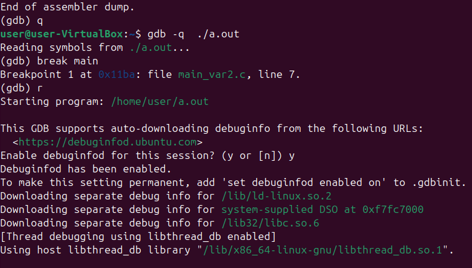 End of assembler dump.
(gdb) q
user@user-VirtualBox:~$ gdb -q  ./a.out
Reading symbols from ./a.out...
(gdb) break main
Breakpoint 1 at 0x11ba: file main_var2.c, line 7.
(gdb) r
Starting program: /home/user/a.out

This GDB supports auto-downloading debuginfo from the following URLs:
  <https://debuginfod.ubuntu.com>
Enable debuginfod for this session? (y or [n]) y
Debuginfod has been enabled.
To make this setting permanent, add 'set debuginfod enabled on' to .gdbinit.
Downloading separate debug info for /lib/ld-linux.so.2
Downloading separate debug info for system-supplied DSO at 0xf7fc7000
Downloading separate debug info for /lib32/libc.so.6
[Thread debugging using libthread_db enabled]
Using host libthread_db library "/lib/x86_64-linux-gnu/libthread_db.so.1".